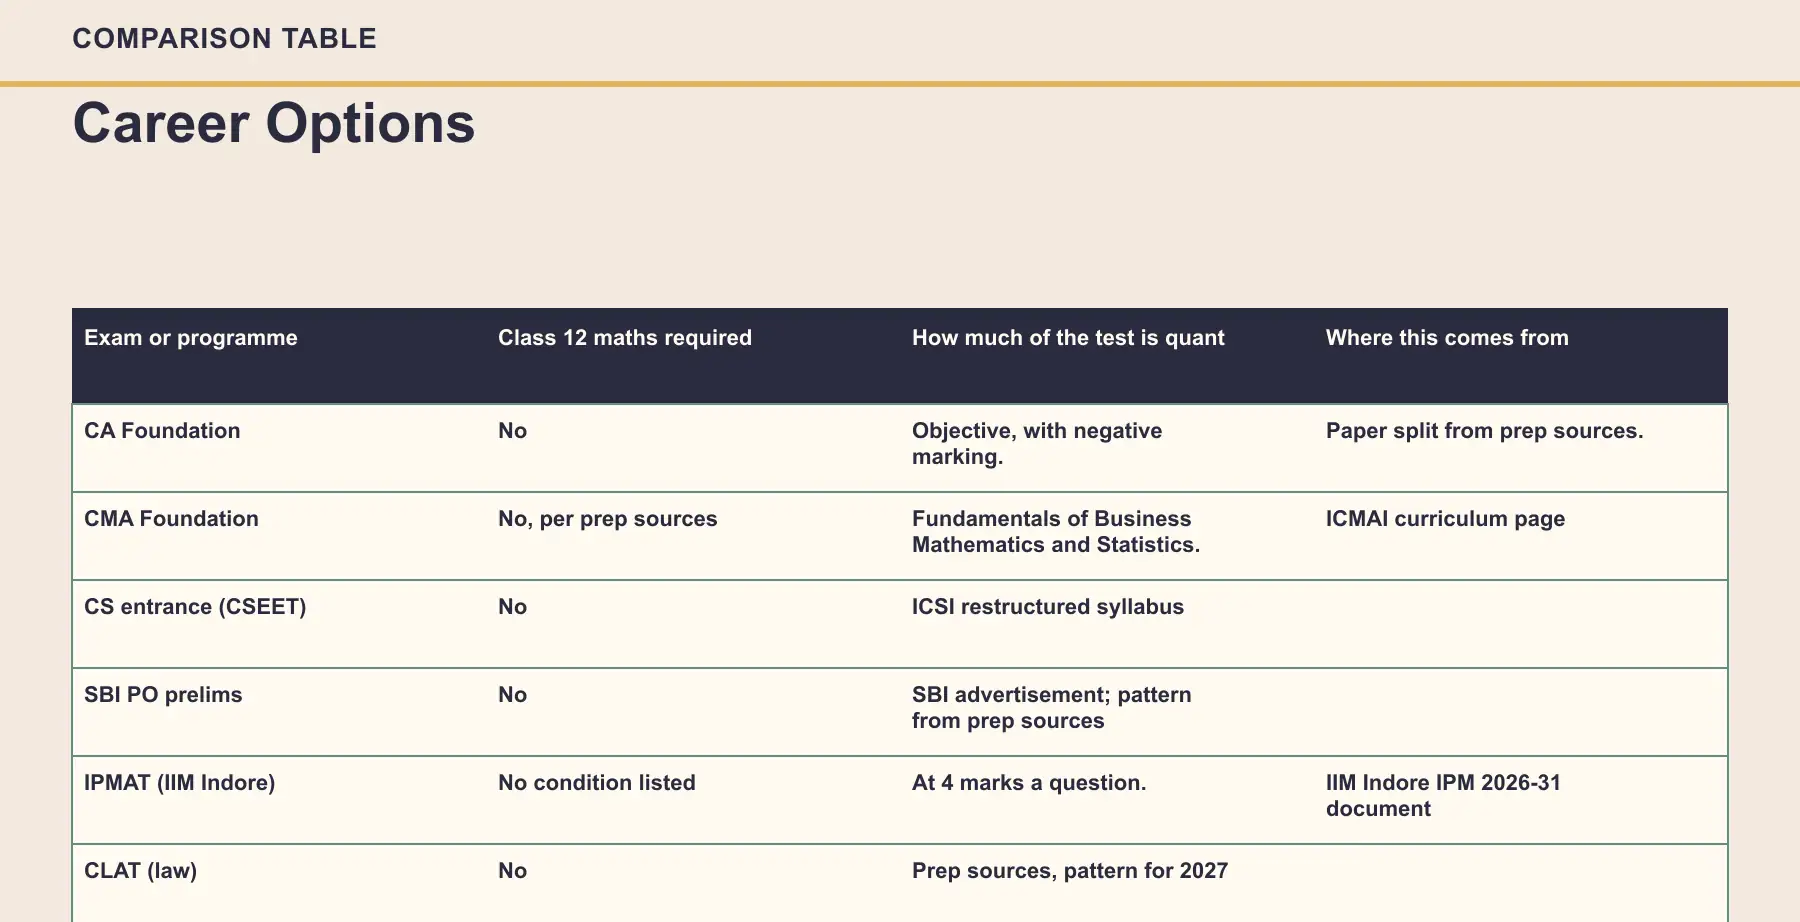 COMPARISON TABLE
Career Options
Exam or programme
Class 12 maths required
How much of the test is quant
Where this comes from
CA Foundation
No
Objective, with negative
marking.
Paper split from prep sources.
CMA Foundation
No, per prep sources
Fundamentals of Business
Mathematics and Statistics.
ICMAI curriculum page
CS entrance (CSEET)
No
ICSI restructured syllabus
SBI PO prelims
No
SBI advertisement; pattern
from prep sources
IPMAT (IIM Indore)
No condition listed
At 4 marks a question.
IIM Indore IPM 2026-31
document
CLAT (law)
No
Prep sources, pattern for 2027